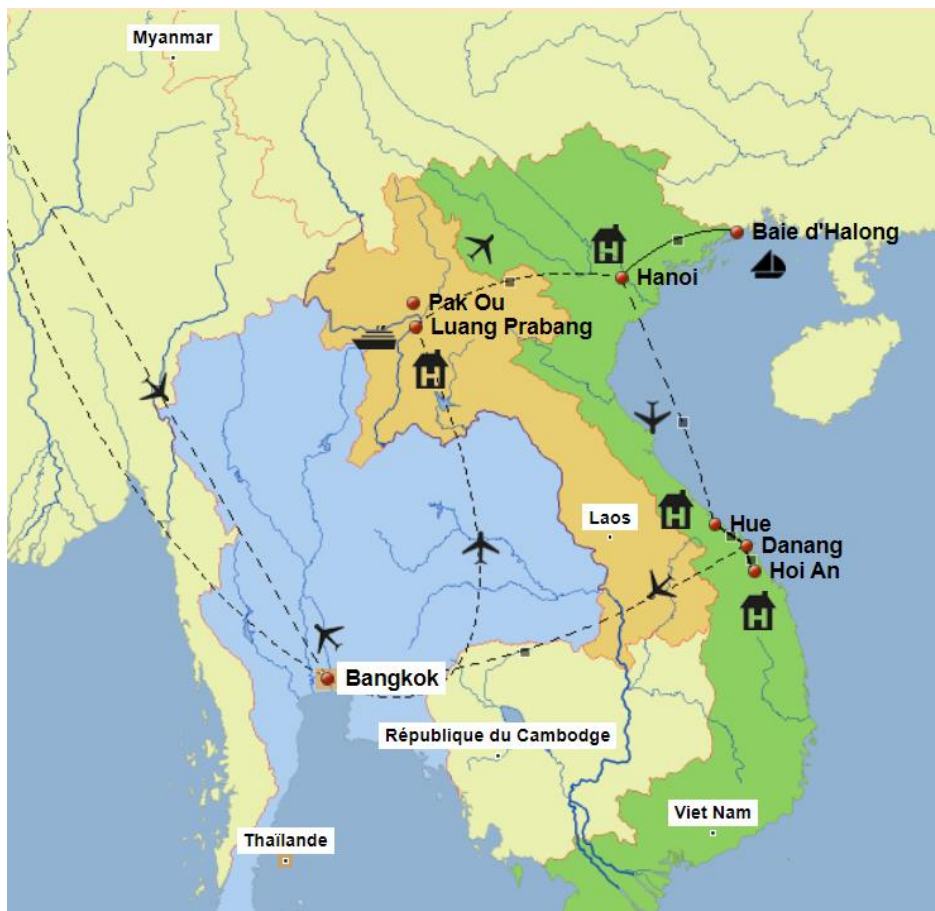 Myanmar
Baie d'Halong
Hanoi
Pak Ou
Luang Prabang
H
H
Laos
H
Hue
Danang
Hoi An
H
Bangkok
République du Cambodge
Viet Nam
Thaïlande